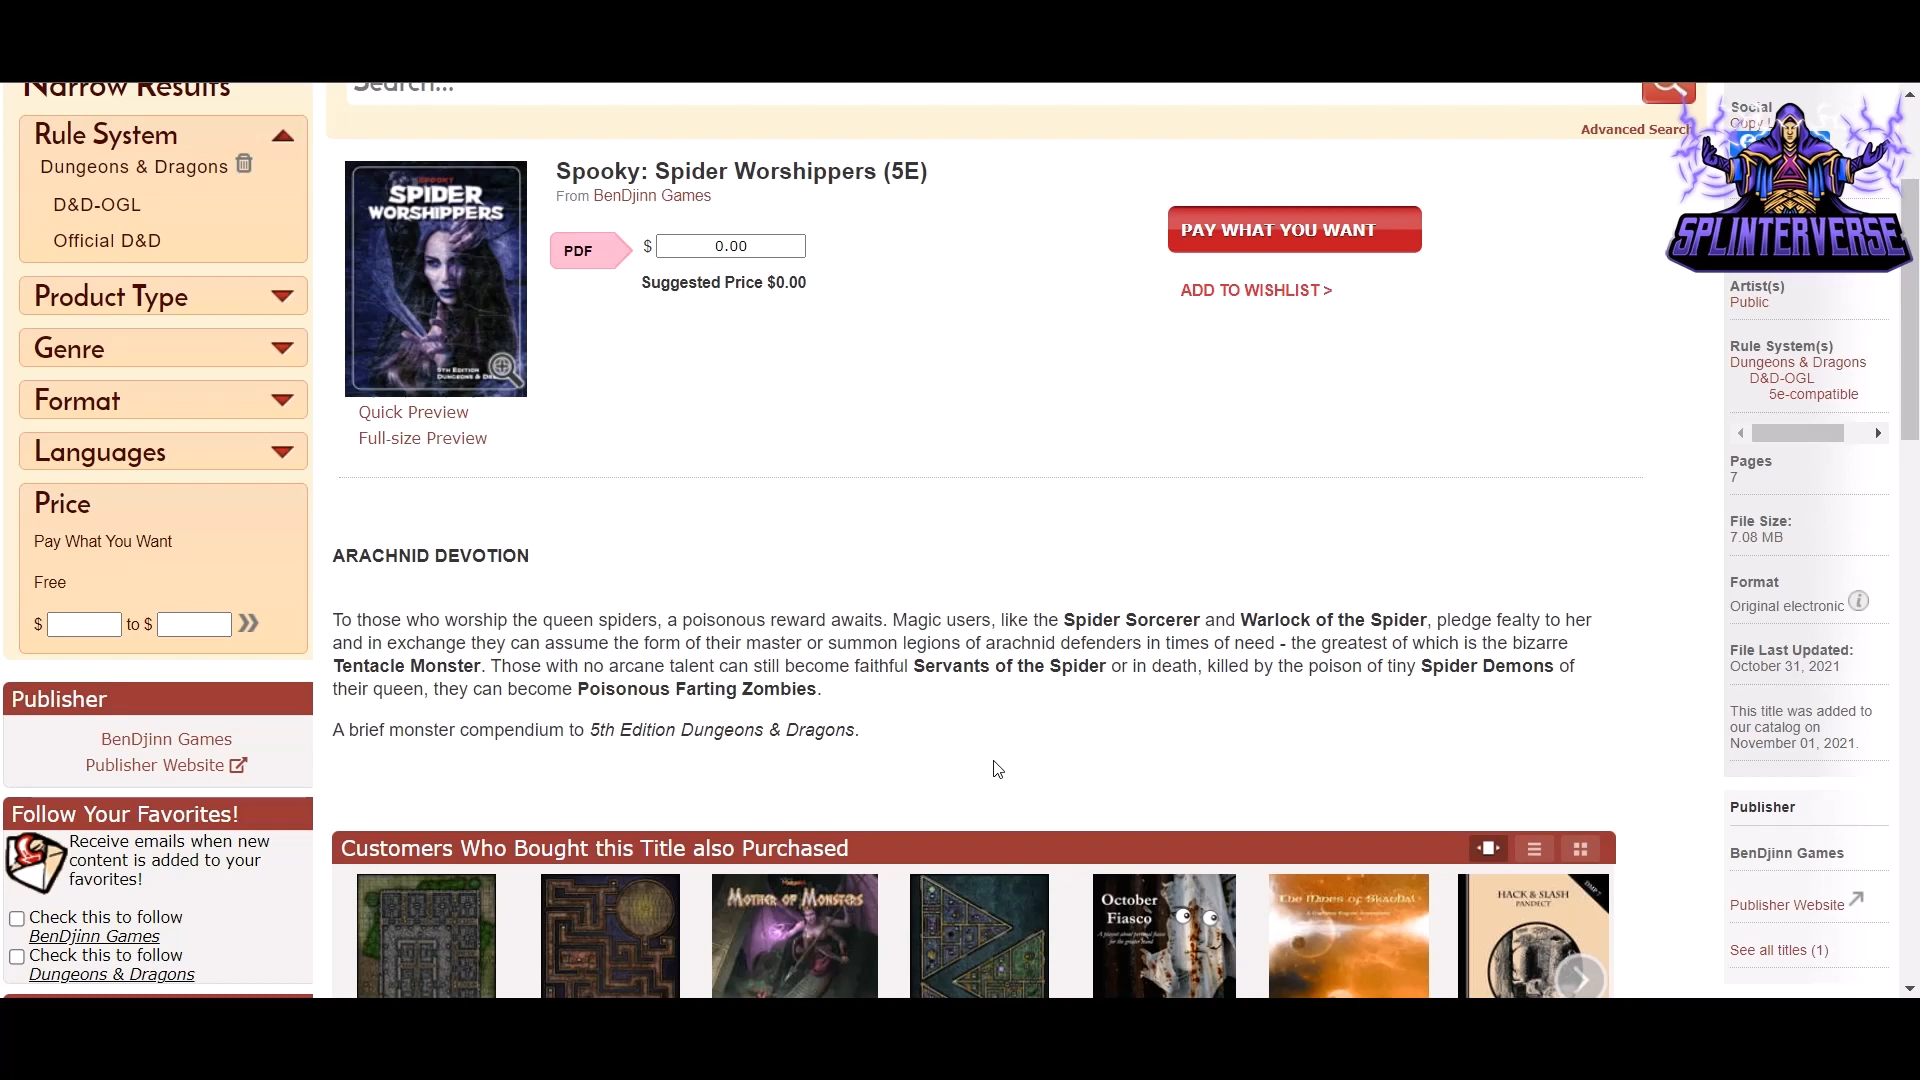 Narrow Results
Rule System
Dungeons & Dragons
D&D-OGL
Official D&D
Product Type
Genre
Format
Languages
Price
Pay What You Want
Free
$ to $
Publisher
BenDjinn Games
Publisher Website
Follow Your Favorites!
Receive emails when new
content is added to your
favorites!
Check this to follow
BenDjinn Games
Check this to follow
Dungeons & Dragons
Search...
Advanced Search
SPOOKY
SPIDER
WORSHIPPERS
5TH EDITION
Quick Preview
Full-size Preview
Spooky: Spider Worshippers (5E)
From BenDjinn Games
PDF
$ 0.00
Suggested Price $0.00
PAY WHAT YOU WANT
ADD TO WISHLIST >
ARACHNID DEVOTION
To those who worship the queen spiders, a poisonous reward awaits. Magic users, like the Spider Sorcerer and Warlock of the Spider, pledge fealty to her
and in exchange they can assume the form of their master or summon legions of arachnid defenders in times of need - the greatest of which is the bizarre
Tentacle Monster. Those with no arcane talent can still become faithful Servants of the Spider or in death, killed by the poison of tiny Spider Demons of
their queen, they can become Poisonous Farting Zombies.
A brief monster compendium to 5th Edition Dungeons & Dragons.
Customers Who Bought this Title also Purchased
MOTHER OF MONSTERS
October
Fiasco
The Mines of Skardal
HACK & SLASH
PANDECT
Social
Copy
SPLINTERVERSE
Artist(s)
Public
Rule System(s)
Dungeons & Dragons
D&D-OGL
5e-compatible
Pages
7
File Size:
7.08 MB
Format
Original electronic
File Last Updated:
October 31, 2021
This title was added to
our catalog on
November 01, 2021.
Publisher
BenDjinn Games
Publisher Website
See all titles (1)